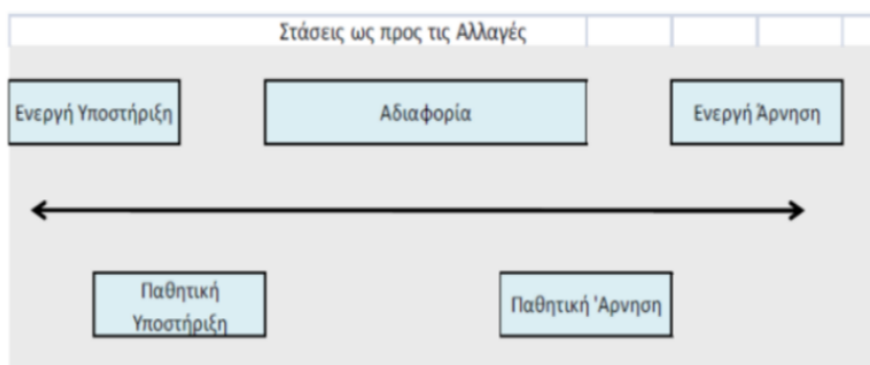 Στάσεις ως προς τις Αλλαγές
Ενεργή Υποστήριξη
Αδιαφορία
Ενεργή Άρνηση
Παθητική
Υποστήριξη
Παθητική 'Αρνηση